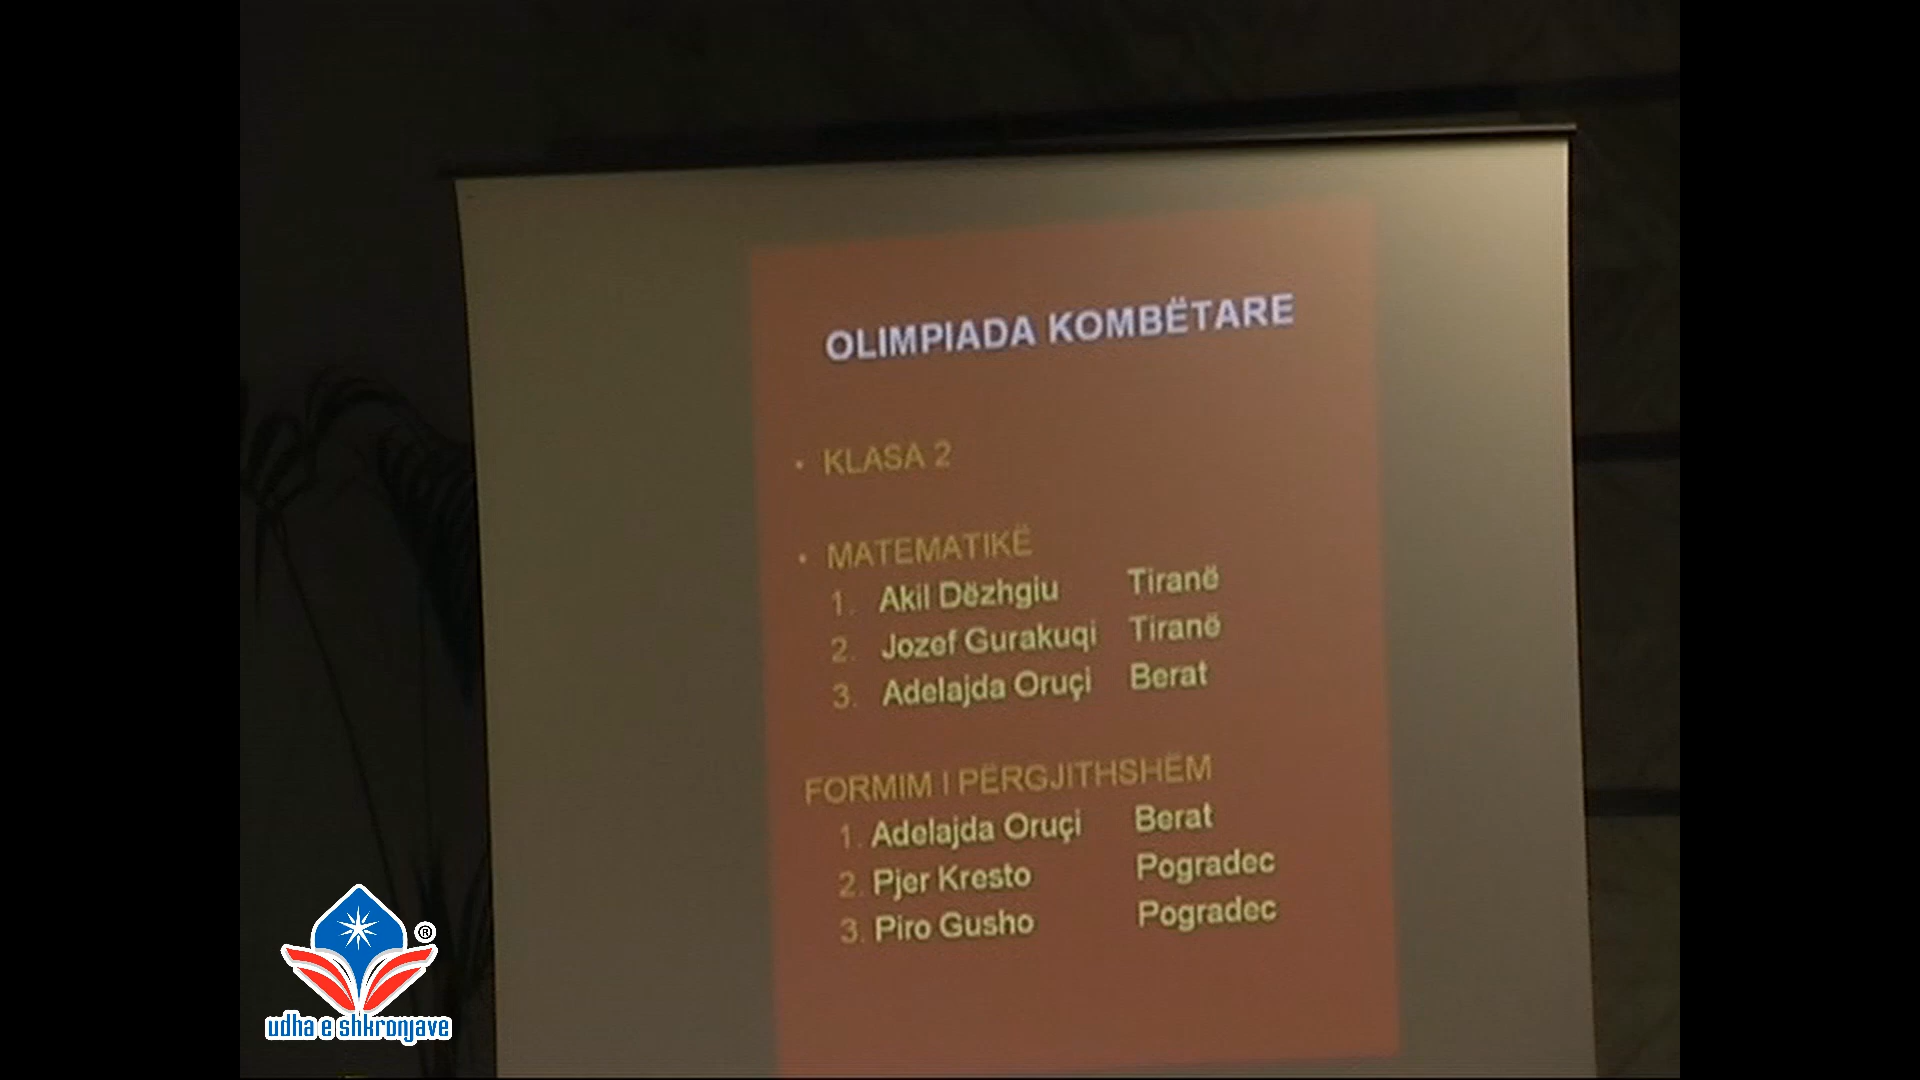 OLIMPIADA KOMBËTARE
• KLASA 2
• MATEMATIKË
1. Akil Dëzhgiu Tiranë
2. Jozef Gurakuqi Tiranë
3. Adelajda Oruçi Berat
FORMIM I PËRGJITHSHËM
1. Adelajda Oruçi Berat
2. Pjer Kresto Pogradec
3. Piro Gusho Pogradec
®
udha e shkronjave